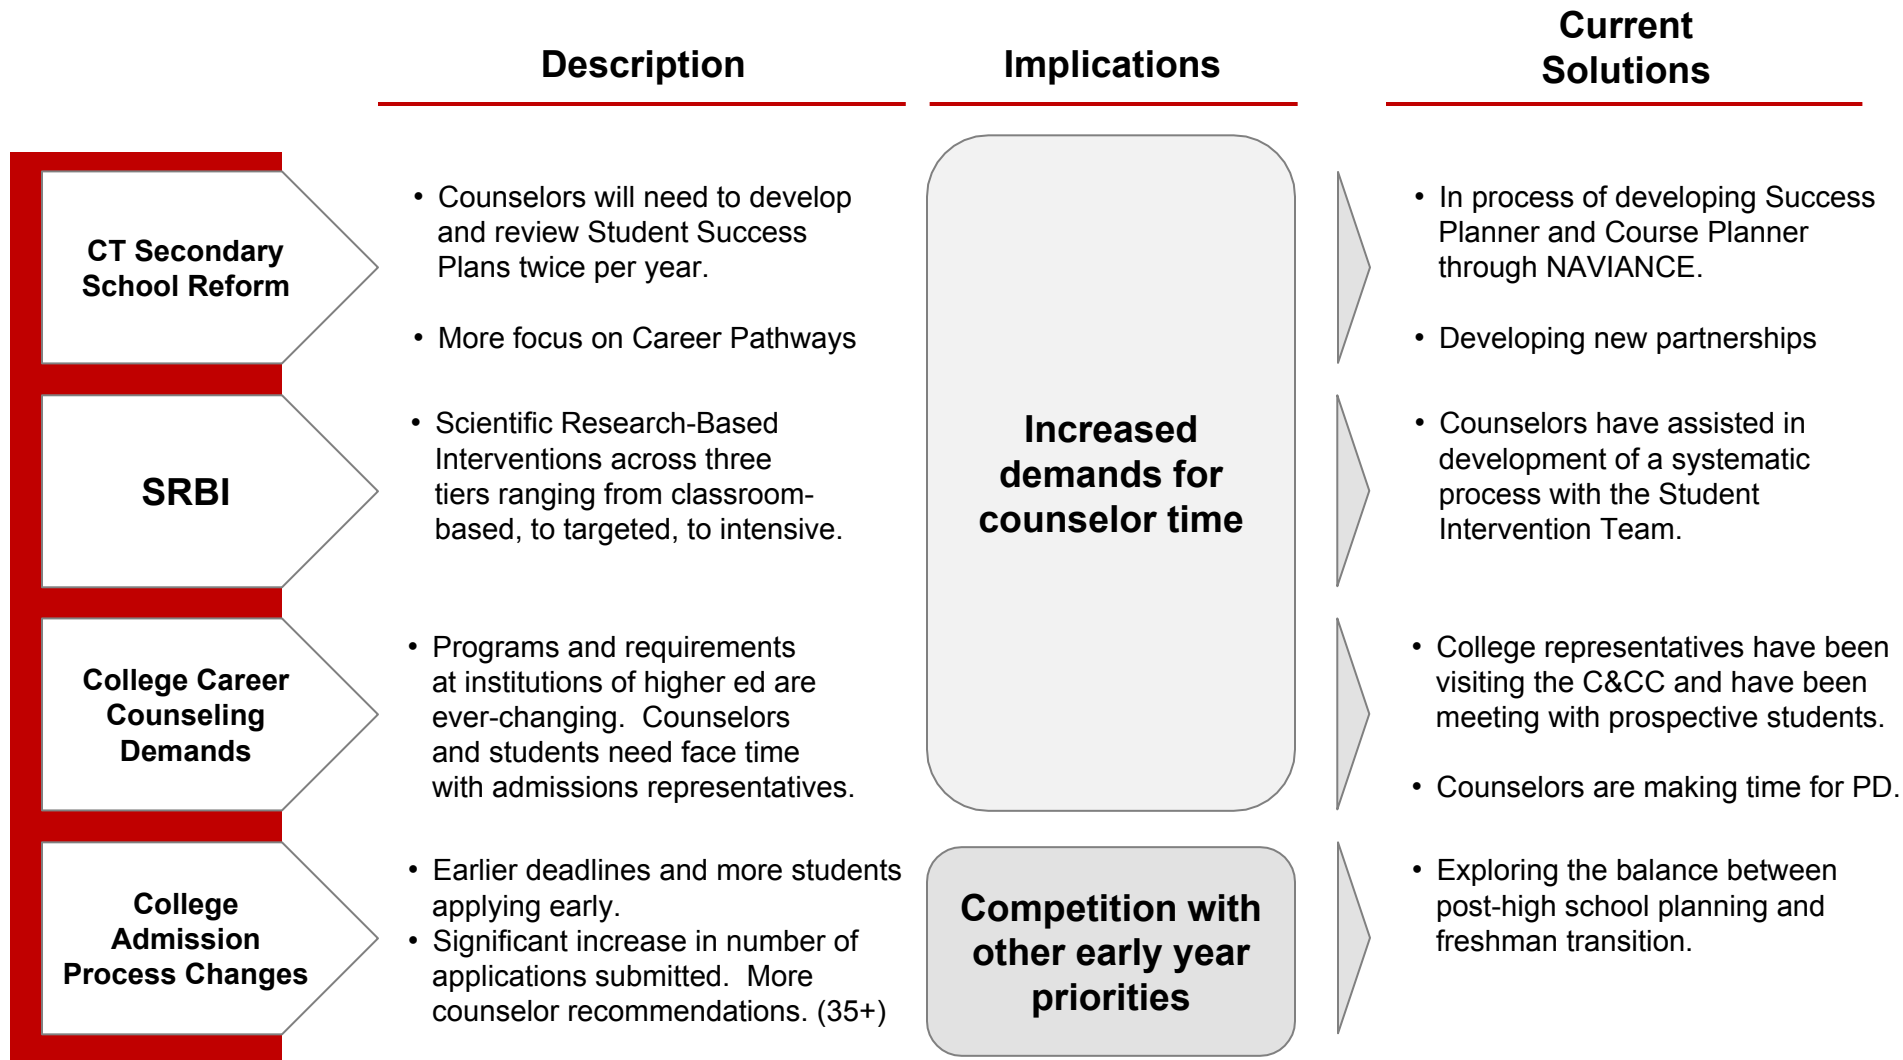 Description
Implications
Current
Solutions
CT Secondary
School Reform
• Counselors will need to develop
and review Student Success
Plans twice per year.
• More focus on Career Pathways
• In process of developing Success
Planner and Course Planner
through NAVIANCE.
• Developing new partnerships
SRBI
• Scientific Research-Based
Interventions across three
tiers ranging from classroom-
based, to targeted, to intensive.
Increased
demands for
counselor time
• Counselors have assisted in
development of a systematic
process with the Student
Intervention Team.
College Career
Counseling
Demands
• Programs and requirements
at institutions of higher ed are
ever-changing.  Counselors
and students need face time
with admissions representatives.
• College representatives have been
visiting the C&CC and have been
meeting with prospective students.
• Counselors are making time for PD.
College
Admission
Process Changes
• Earlier deadlines and more students
applying early.
• Significant increase in number of
applications submitted.  More
counselor recommendations. (35+)
Competition with
other early year
priorities
• Exploring the balance between
post-high school planning and
freshman transition.